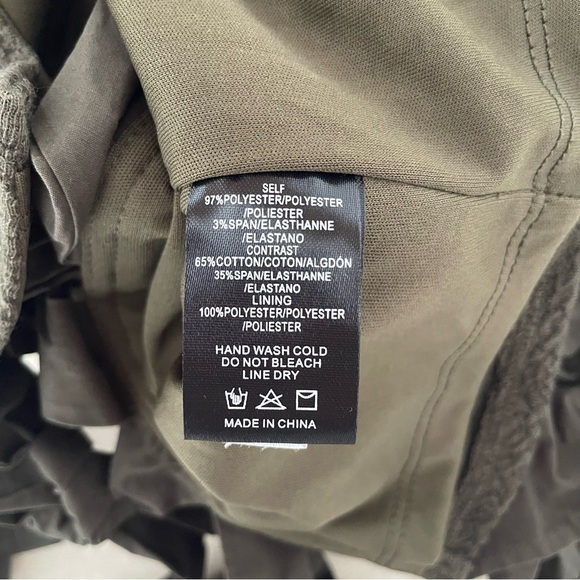 SELF
97%POLYESTER/POLYESTER
/POLIESTER
3%SPAN/ELASTHANNE
/ELASTANO
CONTRAST
65%COTTON/COTON/ALGDÓN
35%SPAN/ELASTHANNE
/ELASTANO
LINING
100%POLYESTER/POLYESTER
/POLIESTER
HAND WASH COLD
DO NOT BLEACH
LINE DRY
MADE IN CHINA